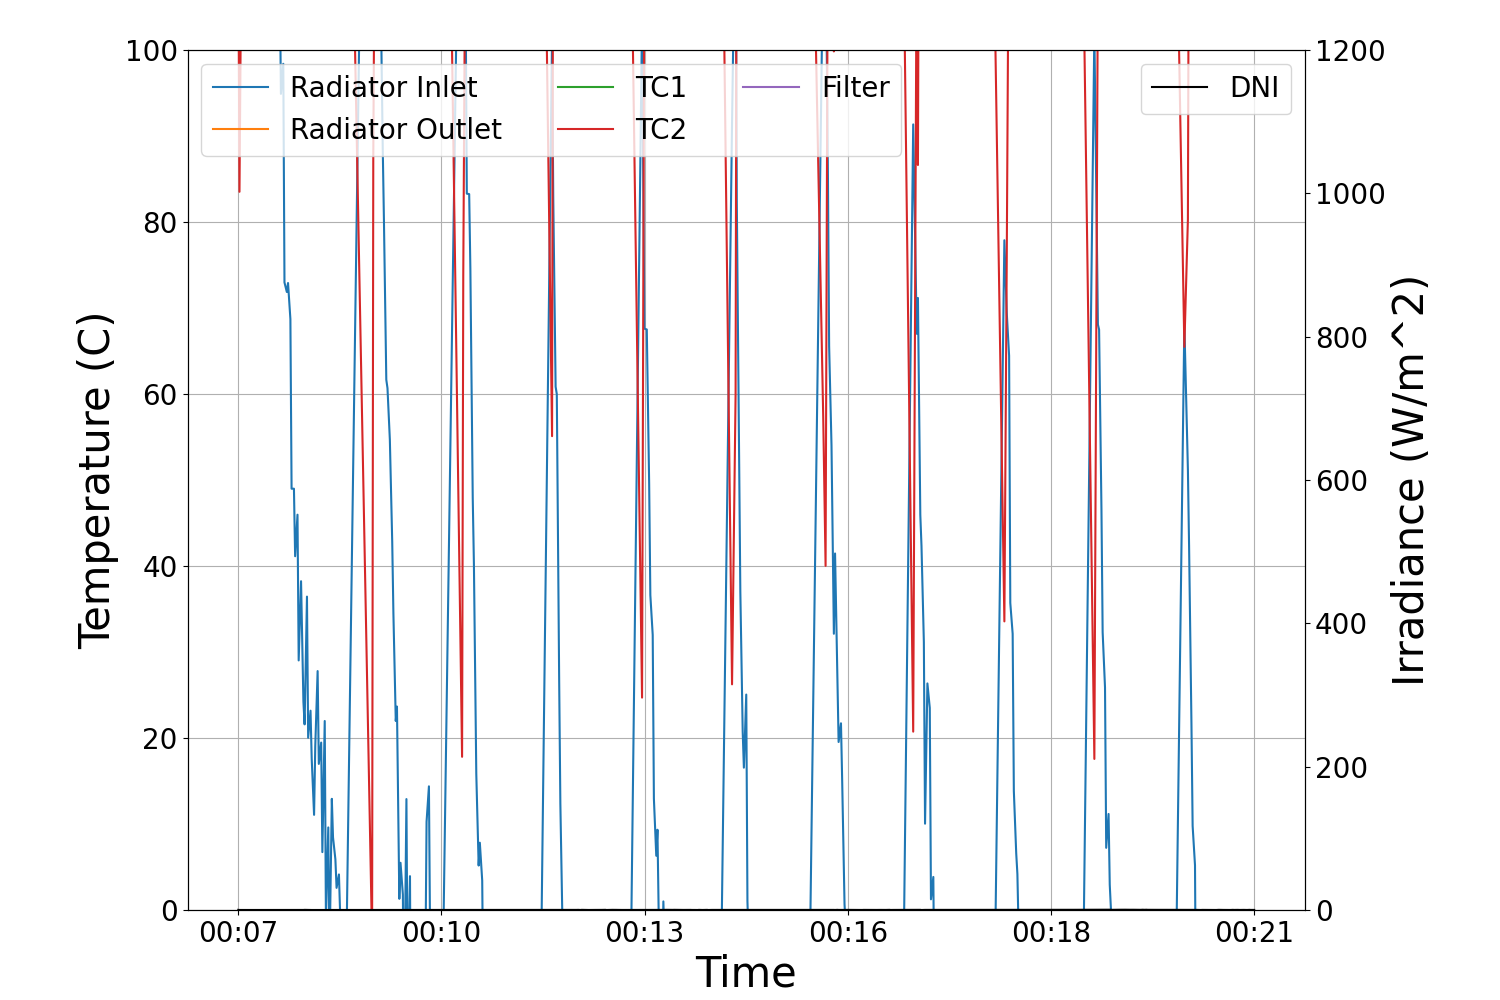 100
80
60
40
20
0
Temperature (C)
Radiator Inlet
Radiator Outlet
TC1
TC2
Filter
DNI
1200
1000
800
600
400
200
0
Irradiance (W/m^2)
00:07 00:10 00:13 00:16 00:18 00:21
Time